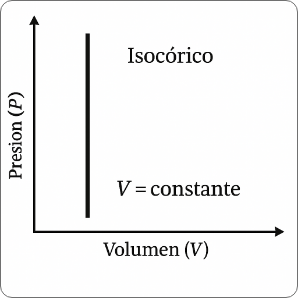 Isocórico
Presion (P)
V = constante
Volumen (V)